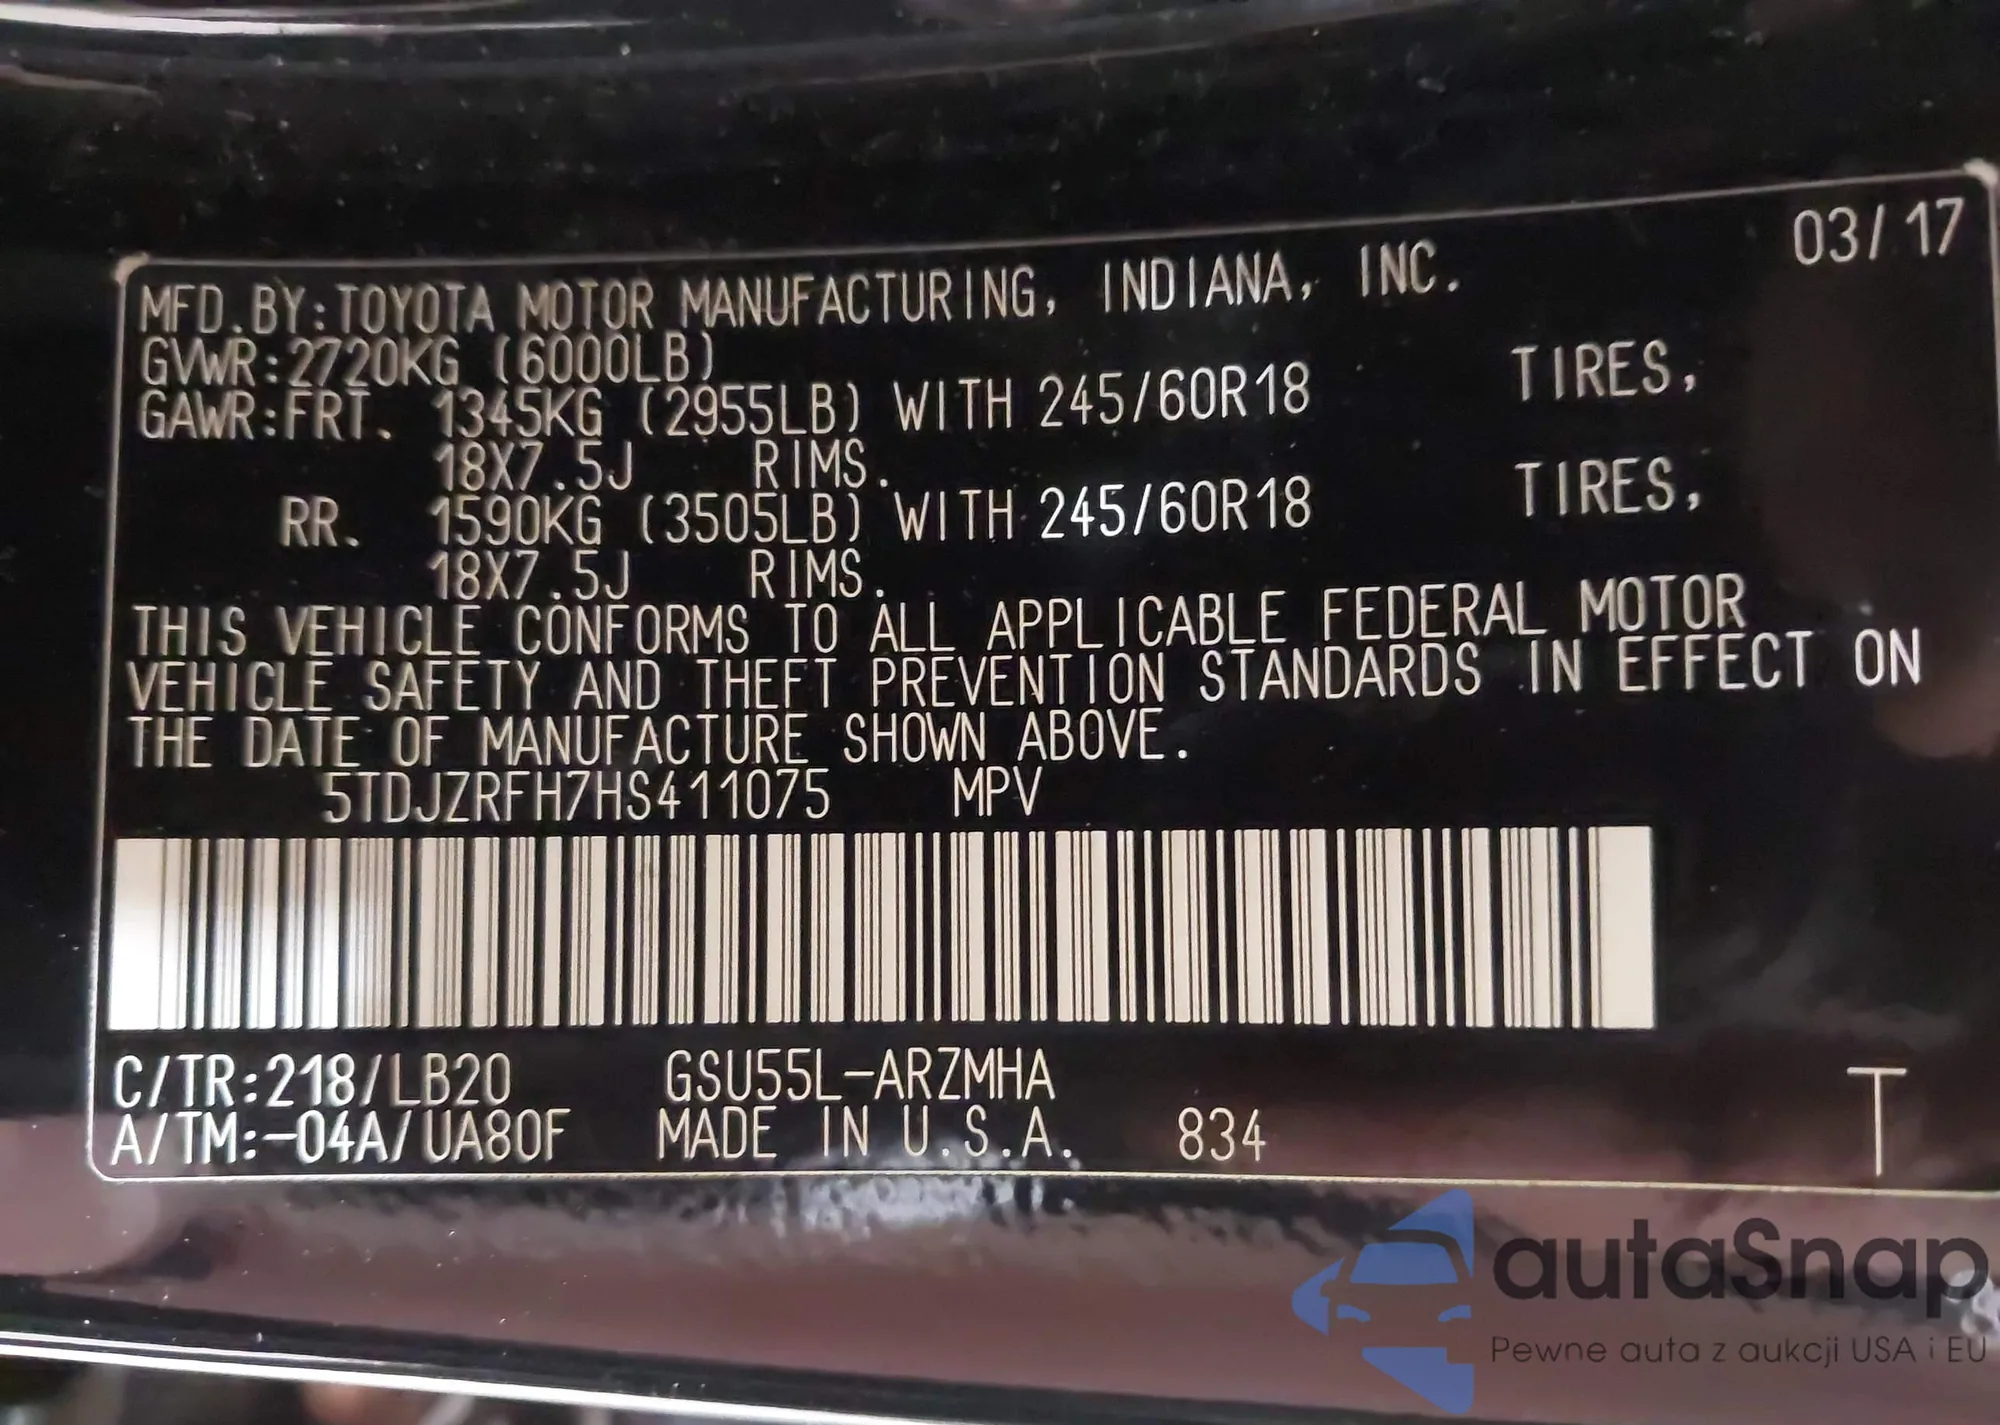 03/17
MFD.BY:TOYOTA MOTOR MANUFACTURING, INDIANA, INC.
GVWR:2720KG (6000LB)
GAWR:FRT. 1345KG (2955LB) WITH 245/60R18 TIRES,
18X7.5J RIMS.
RR. 1590KG (3505LB) WITH 245/60R18 TIRES,
18X7.5J RIMS.
THIS VEHICLE CONFORMS TO ALL APPLICABLE FEDERAL MOTOR
VEHICLE SAFETY AND THEFT PREVENTION STANDARDS IN EFFECT ON
THE DATE OF MANUFACTURE SHOWN ABOVE.
5TDJZRFH7HS411075 MPV
C/TR:218/LB20 GSU55L-ARZMHA
A/TM:-04A/UA80F MADE IN U.S.A. 834
T
autaSnap
Pewne auta z aukcji USA i EU